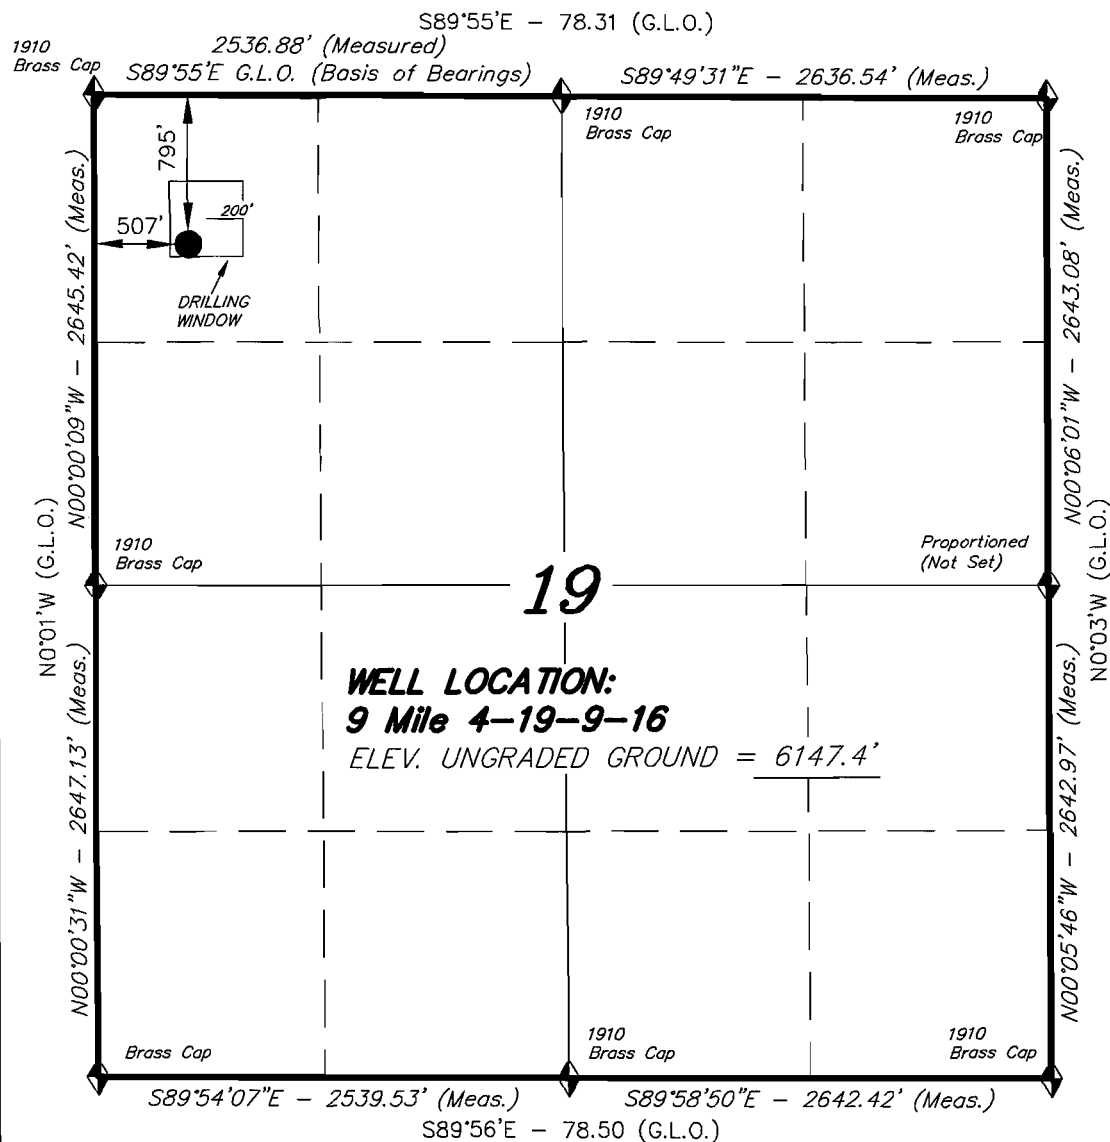 S89°55'E – 78.31 (G.L.O.)
1910
Brass Cap
2536.88' (Measured)
S89°55'E G.L.O. (Basis of Bearings)
S89°49'31"E – 2636.54' (Meas.)
1910
Brass Cap
1910
Brass Cap
795'
200'
507'
DRILLING
WINDOW
N00°00'09"W – 2645.42' (Meas.)
N00°06'01"W – 2643.08' (Meas.)
N0°01'W (G.L.O.)
1910
Brass Cap
Proportioned
(Not Set)
N0°03'W (G.L.O.)
19
WELL LOCATION:
9 Mile 4–19–9–16
ELEV. UNGRADED GROUND = 6147.4'
N00°00'31"W – 2647.13' (Meas.)
N00°05'46"W – 2642.97' (Meas.)
Brass Cap
1910
Brass Cap
1910
Brass Cap
S89°54'07"E – 2539.53' (Meas.)
S89°58'50"E – 2642.42' (Meas.)
S89°56'E – 78.50 (G.L.O.)